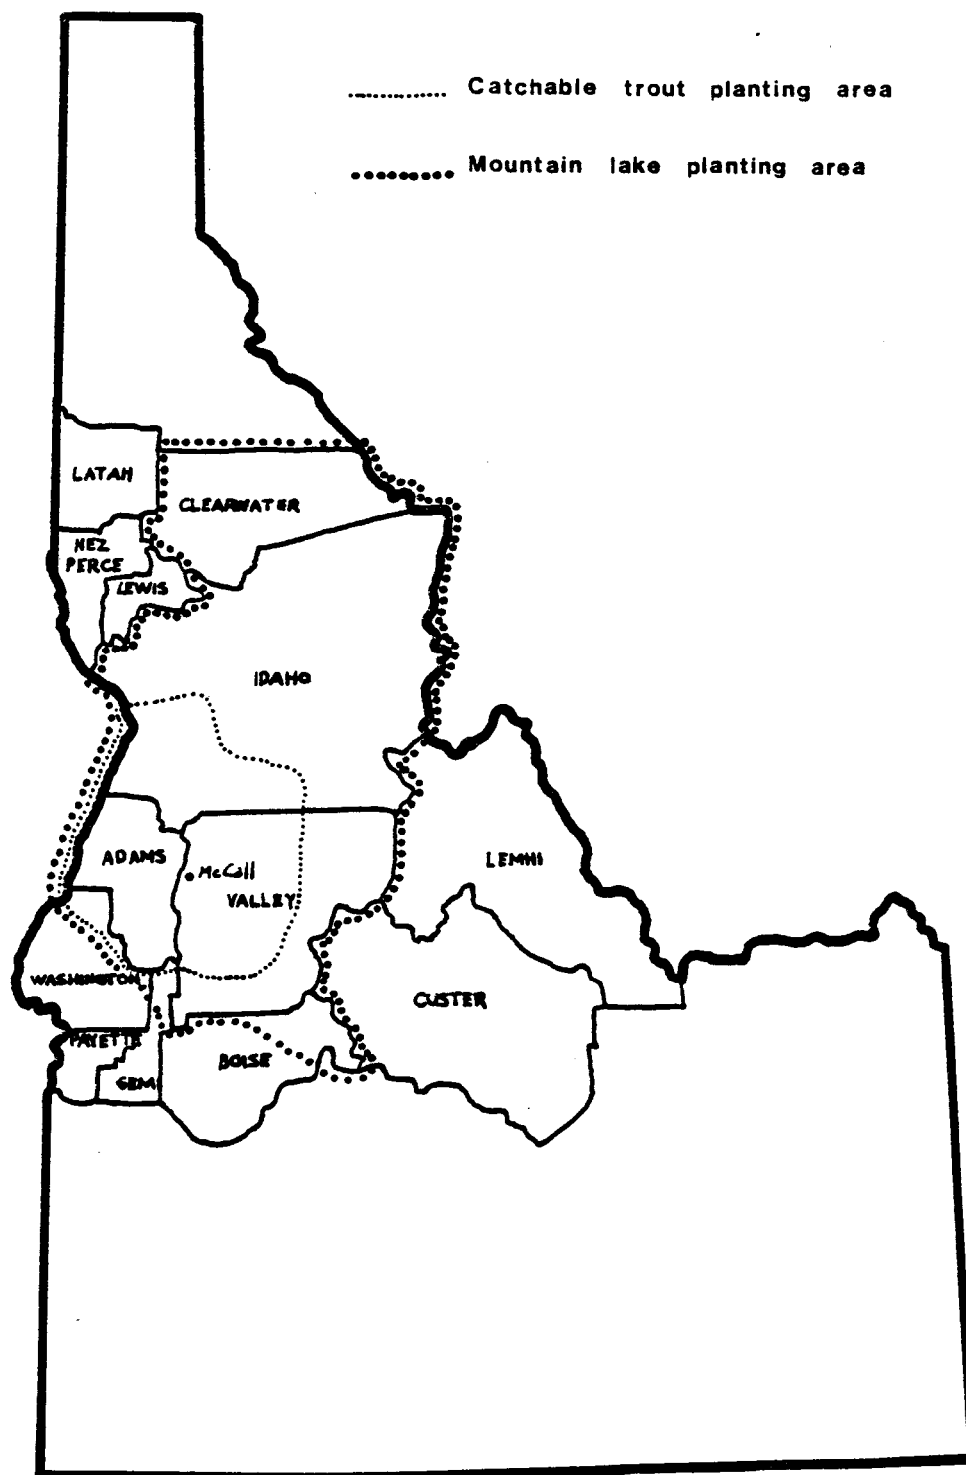 Catchable trout planting area
Mountain lake planting area
LATAH
CLEARWATER
NEZ
PERCE
LEWIS
IDAHO
ADAMS
McCall
VALLEY
LEMHI
WASHINGTON
CUSTER
PAYETTE
BOISE
GEM